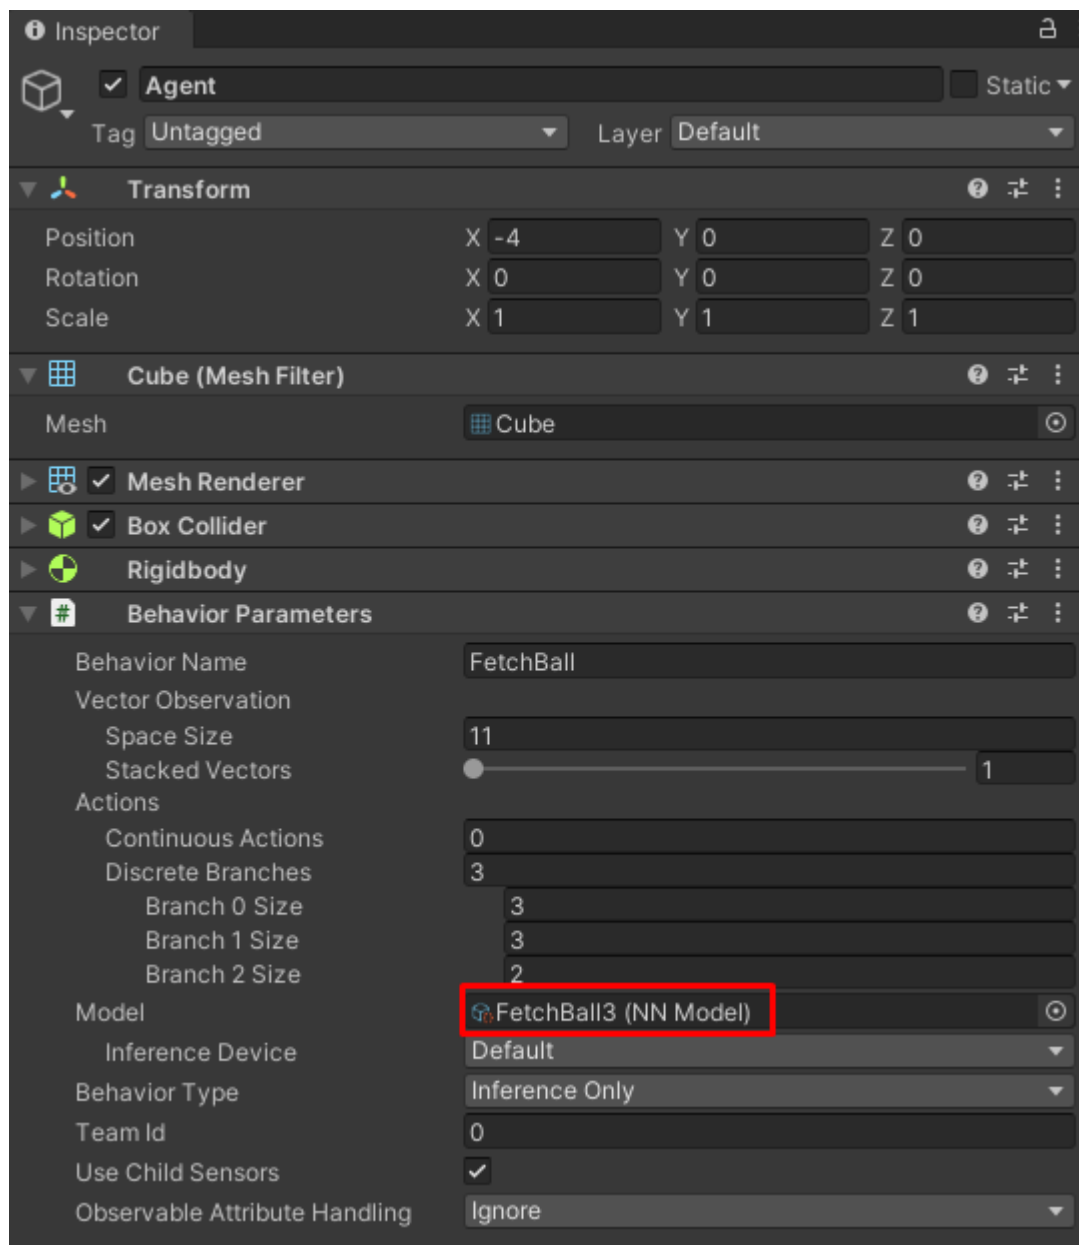 Inspector
Agent Static
Tag Untagged Layer Default
Transform
Position X -4 Y 0 Z 0
Rotation X 0 Y 0 Z 0
Scale X 1 Y 1 Z 1
Cube (Mesh Filter)
Mesh Cube
Mesh Renderer
Box Collider
Rigidbody
# Behavior Parameters
Behavior Name FetchBall
Vector Observation
Space Size 11
Stacked Vectors 1
Actions
Continuous Actions 0
Discrete Branches 3
Branch 0 Size 3
Branch 1 Size 3
Branch 2 Size 2
Model FetchBall3 (NN Model)
Inference Device Default
Behavior Type Inference Only
Team Id 0
Use Child Sensors
Observable Attribute Handling Ignore